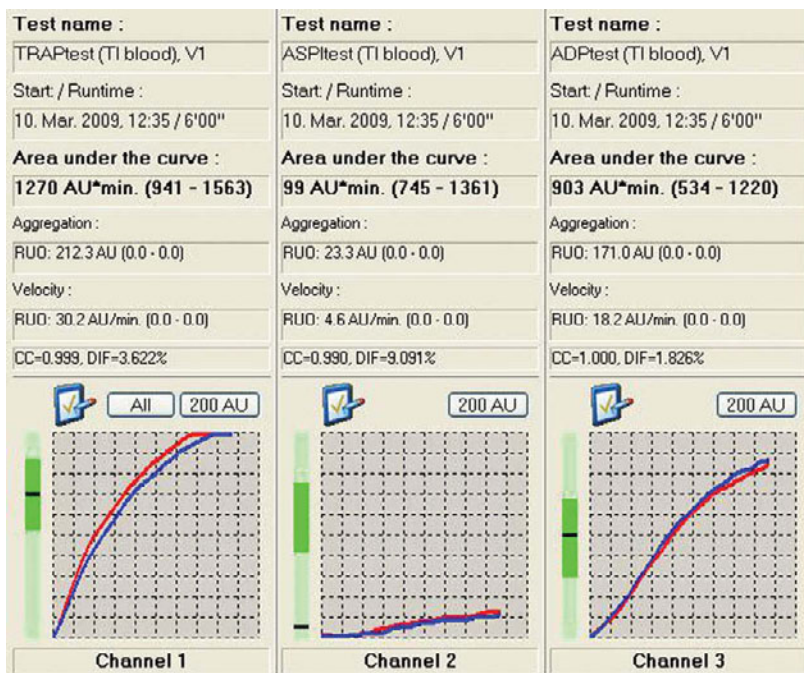 Test name :
TRAPtest (TI blood), V1
Start / Runtime :
10. Mar. 2009, 12:35 / 6'00"
Area under the curve :
1270 AU*min. (941 - 1563)
Aggregation :
RUO: 212.3 AU (0.0 - 0.0)
Velocity :
RUO: 30.2 AU/min. (0.0 - 0.0)
CC=0.999, DIF=3.622%
All
200 AU
Channel 1
Test name :
ASPItest (TI blood), V1
Start / Runtime :
10. Mar. 2009, 12:35 / 6'00"
Area under the curve :
99 AU*min. (745 - 1361)
Aggregation :
RUO: 23.3 AU (0.0 - 0.0)
Velocity :
RUO: 4.6 AU/min. (0.0 - 0.0)
CC=0.990, DIF=9.091%
200 AU
Channel 2
Test name :
ADPtest (TI blood), V1
Start / Runtime :
10. Mar. 2009, 12:35 / 6'00"
Area under the curve :
903 AU*min. (534 - 1220)
Aggregation :
RUO: 171.0 AU (0.0 - 0.0)
Velocity :
RUO: 18.2 AU/min. (0.0 - 0.0)
CC=1.000, DIF=1.826%
200 AU
Channel 3